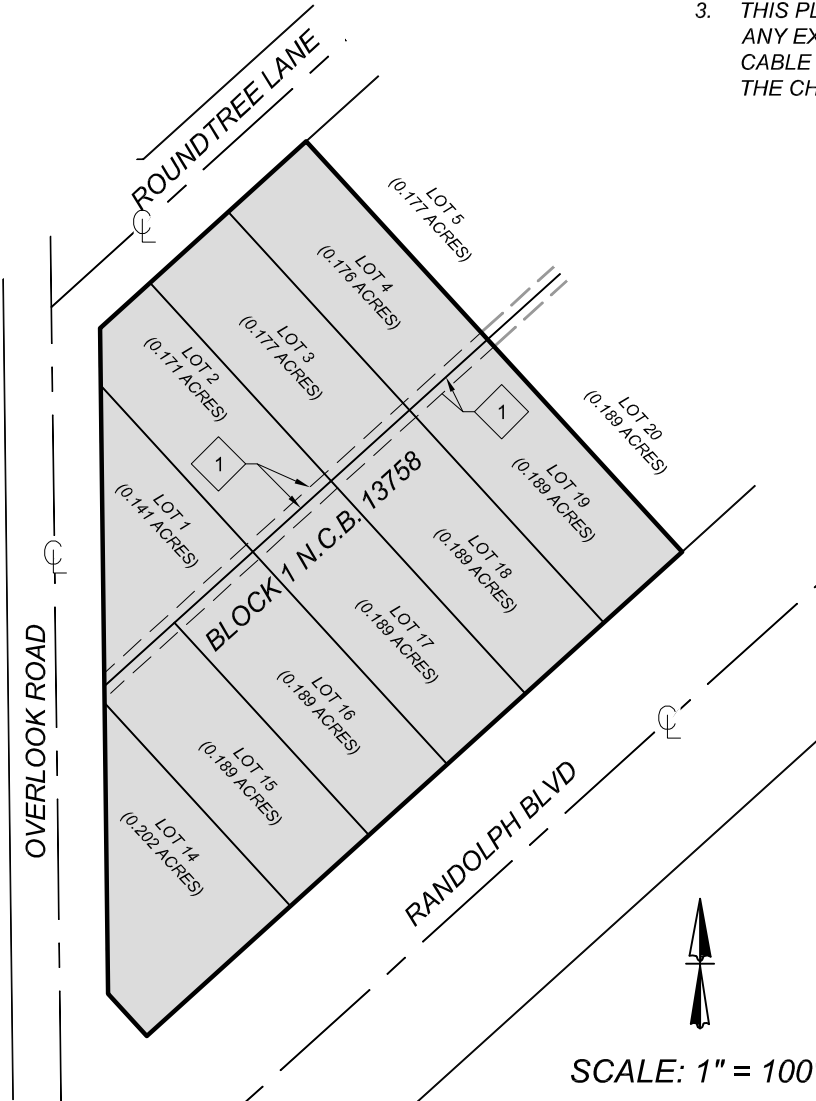 3. THIS PL
ANY EX
CABLE
THE CH
ROUNDTREE LANE
℄
LOT 5
(0.177 ACRES)
LOT 4
(0.176 ACRES)
LOT 3
(0.177 ACRES)
LOT 2
(0.171 ACRES)
LOT 1
(0.141 ACRES)
1
1
BLOCK 1 N.C.B. 13758
LOT 20
(0.189 ACRES)
LOT 19
(0.189 ACRES)
LOT 18
(0.189 ACRES)
LOT 17
(0.189 ACRES)
LOT 16
(0.189 ACRES)
LOT 15
(0.189 ACRES)
LOT 14
(0.202 ACRES)
℄
OVERLOOK ROAD
℄
RANDOLPH BLVD
SCALE: 1" = 100'